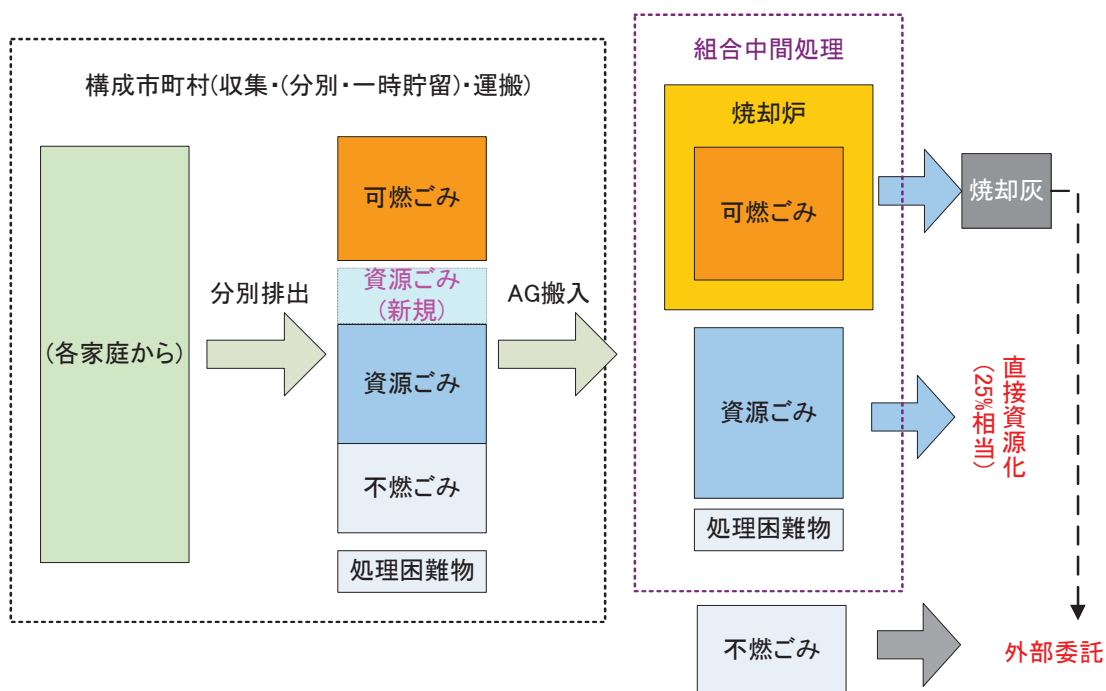 構成市町村(収集・(分別・一時貯留)・運搬)
(各家庭から)
分別排出
可燃ごみ
資源ごみ
(新規)
資源ごみ
不燃ごみ
処理困難物
AG搬入
組合中間処理
焼却炉
可燃ごみ
資源ごみ
処理困難物
不燃ごみ
焼却灰
直接資源化
(25%相当)
外部委託